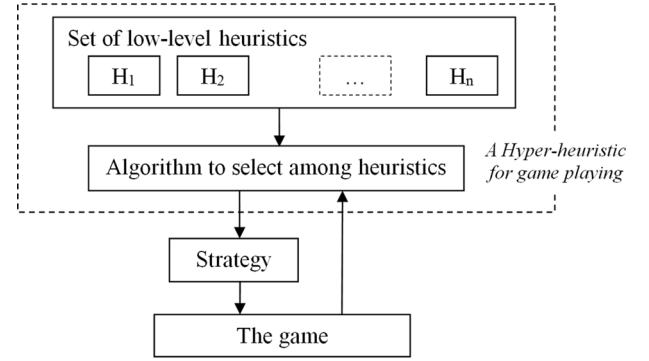 Set of low-level heuristics
H1 H2 … Hn
Algorithm to select among heuristics
A Hyper-heuristic
for game playing
Strategy
The game